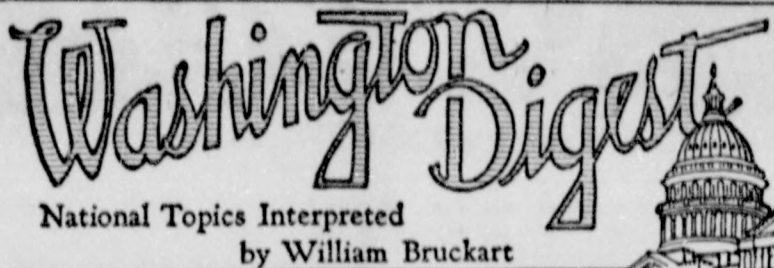 Washington
Digest
National Topics Interpreted
by William Bruckart